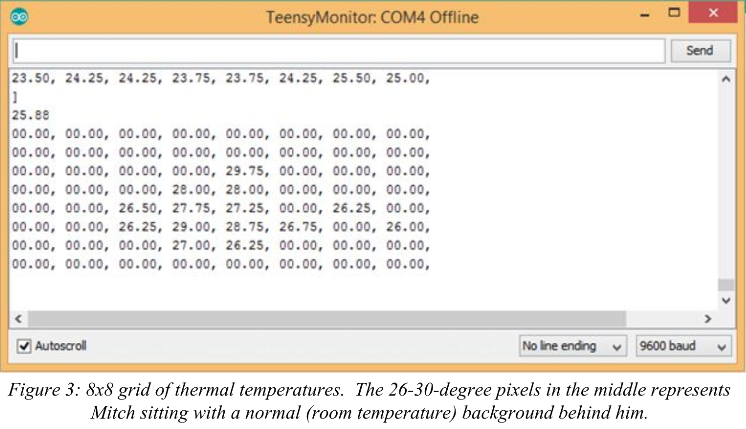 TeensyMonitor: COM4 Offline
Send
23.50, 24.25, 24.25, 23.75, 23.75, 24.25, 25.50, 25.00,
]
25.88
00.00, 00.00, 00.00, 00.00, 00.00, 00.00, 00.00, 00.00,
00.00, 00.00, 00.00, 00.00, 00.00, 00.00, 00.00, 00.00,
00.00, 00.00, 00.00, 00.00, 29.75, 00.00, 00.00, 00.00,
00.00, 00.00, 00.00, 28.00, 28.00, 00.00, 00.00, 00.00,
00.00, 00.00, 26.50, 27.75, 27.25, 00.00, 26.25, 00.00,
00.00, 00.00, 26.25, 29.00, 28.75, 26.75, 00.00, 26.00,
00.00, 00.00, 00.00, 27.00, 26.25, 00.00, 00.00, 00.00,
00.00, 00.00, 00.00, 00.00, 00.00, 00.00, 00.00, 00.00,
Autoscroll
No line ending
9600 baud
Figure 3: 8x8 grid of thermal temperatures.  The 26-30-degree pixels in the middle represents
Mitch sitting with a normal (room temperature) background behind him.